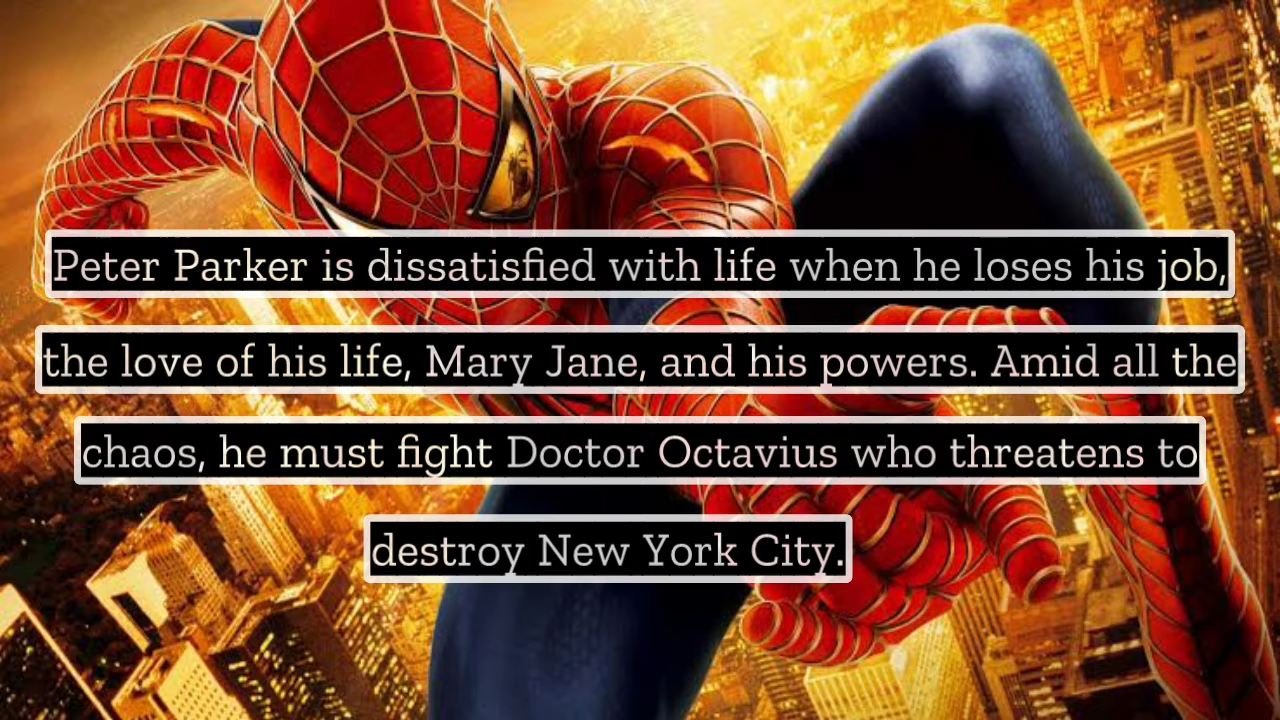 Peter Parker is dissatisfied with life when he loses his job,
the love of his life, Mary Jane, and his powers. Amid all the
chaos, he must fight Doctor Octavius who threatens to
destroy New York City.